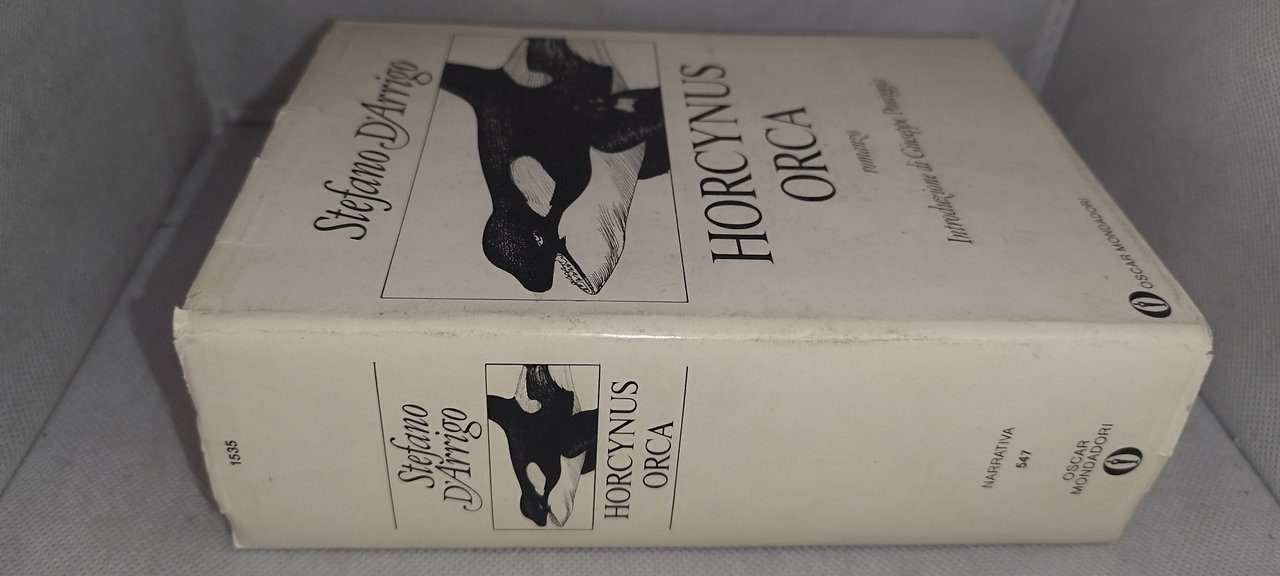 Stefano D'Arrigo
HORCYNUS
ORCA
romanzo
Introduzione di Giuseppe Pontiggia
OSCAR MONDADORI
1535
Stefano
D'Arrigo
HORCYNUS
ORCA
NARRATIVA
547
OSCAR
MONDADORI